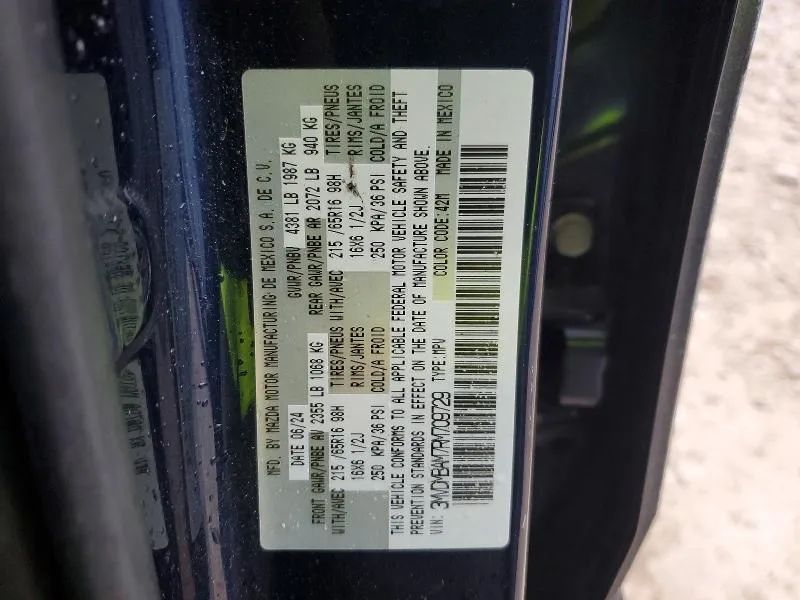 MFD. BY MAZDA MOTOR MANUFACTURING DE MEXICO S.A. DE C.V.
DATE 06/24 GVWR/PNBV 4381 LB 1987 KG
FRONT GAWR/PNBE AV 2355 LB 1068 KG REAR GAWR/PNBE AR 2072 LB 940 KG
WITH/AVEC 215 /65R16 98H TIRES/PNEUS WITH/AVEC 215 /65R16 98H TIRES/PNEUS
16X6 1/2J RIMS/JANTES 16X6 1/2J RIMS/JANTES
250 KPA/36 PSI COLD/A FROID 250 KPA/36 PSI COLD/A FROID
THIS VEHICLE CONFORMS TO ALL APPLICABLE FEDERAL MOTOR VEHICLE SAFETY AND THEFT
PREVENTION STANDARDS IN EFFECT ON THE DATE OF MANUFACTURE SHOWN ABOVE.
VIN: 3MVDMBAM7RM709729 TYPE:MPV COLOR CODE:42M MADE IN MEXICO